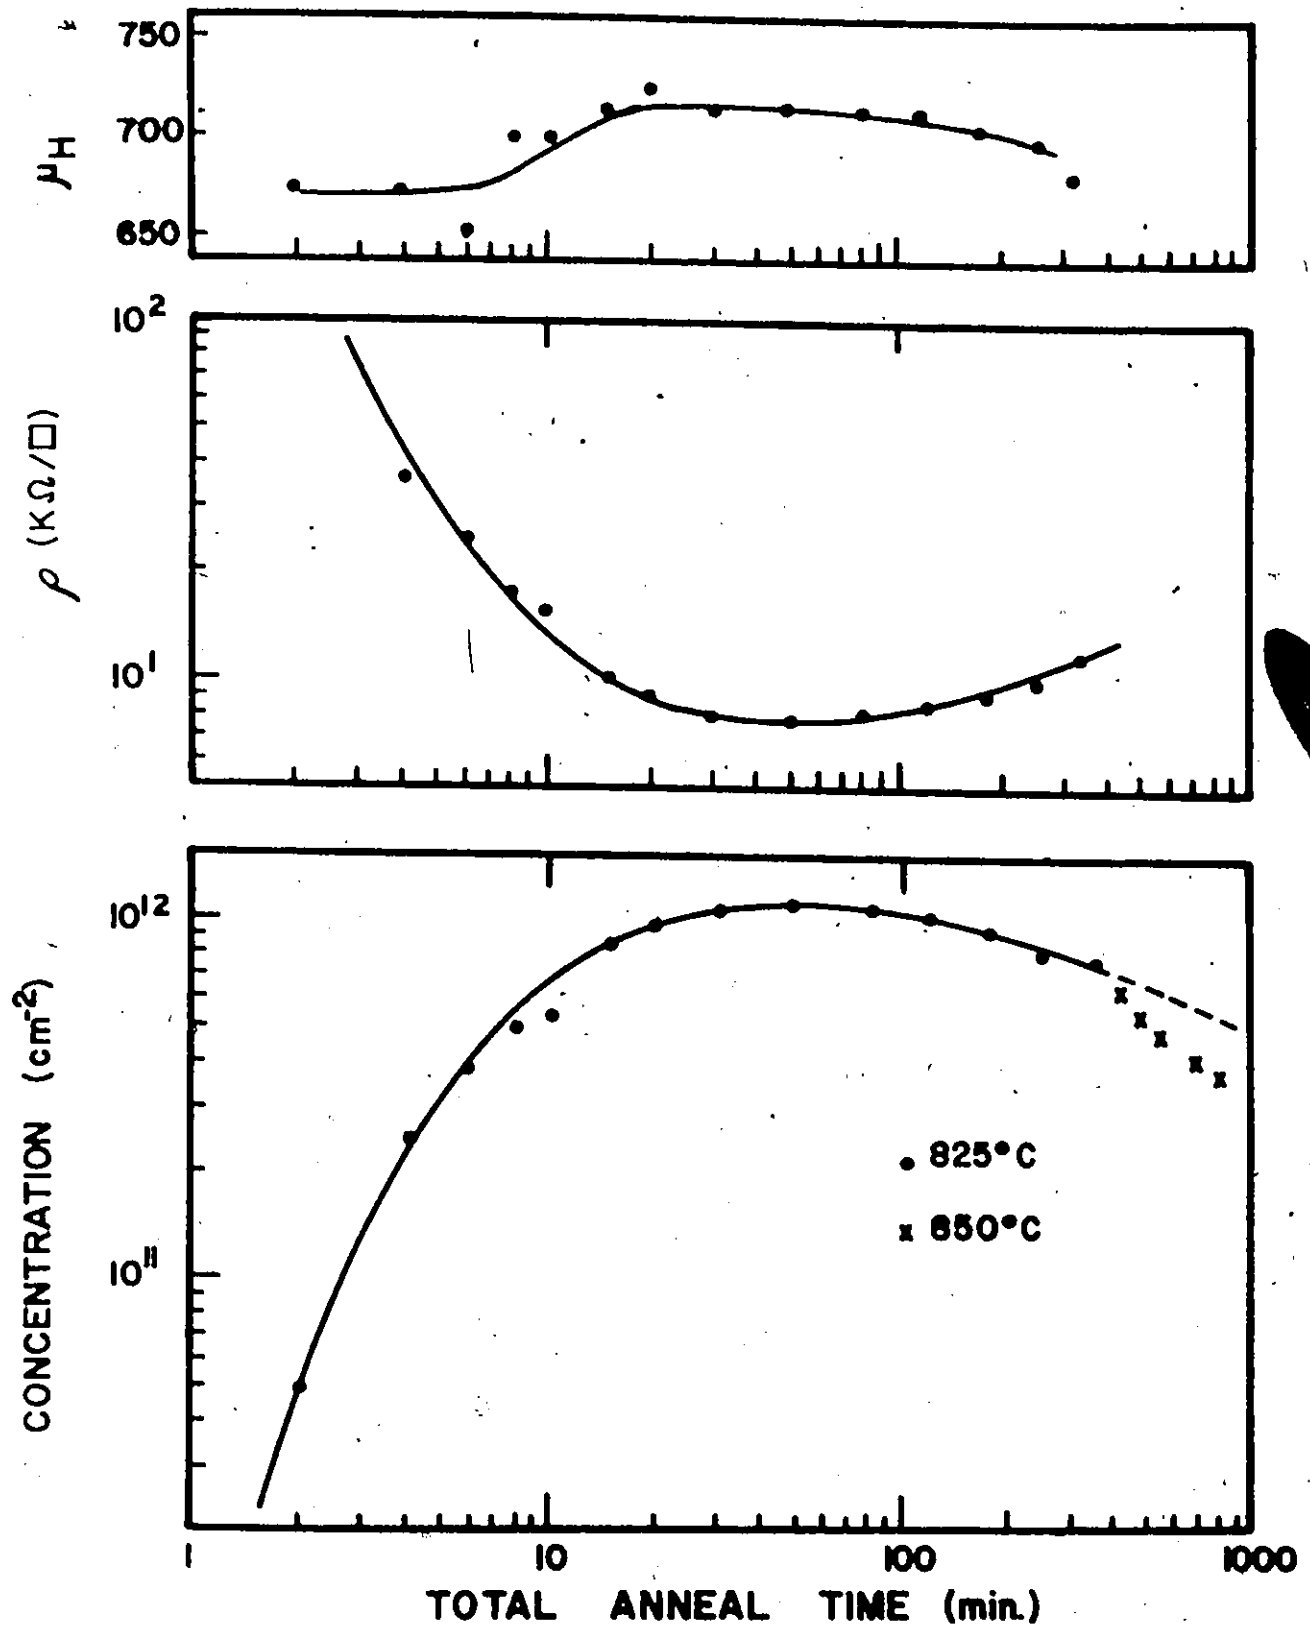 750
700
650
μH
10²
10¹
ρ (KΩ/□)
10¹²
10¹¹
CONCENTRATION (cm⁻²)
• 825°C
x 850°C
1 10 100 1000
TOTAL ANNEAL TIME (min.)